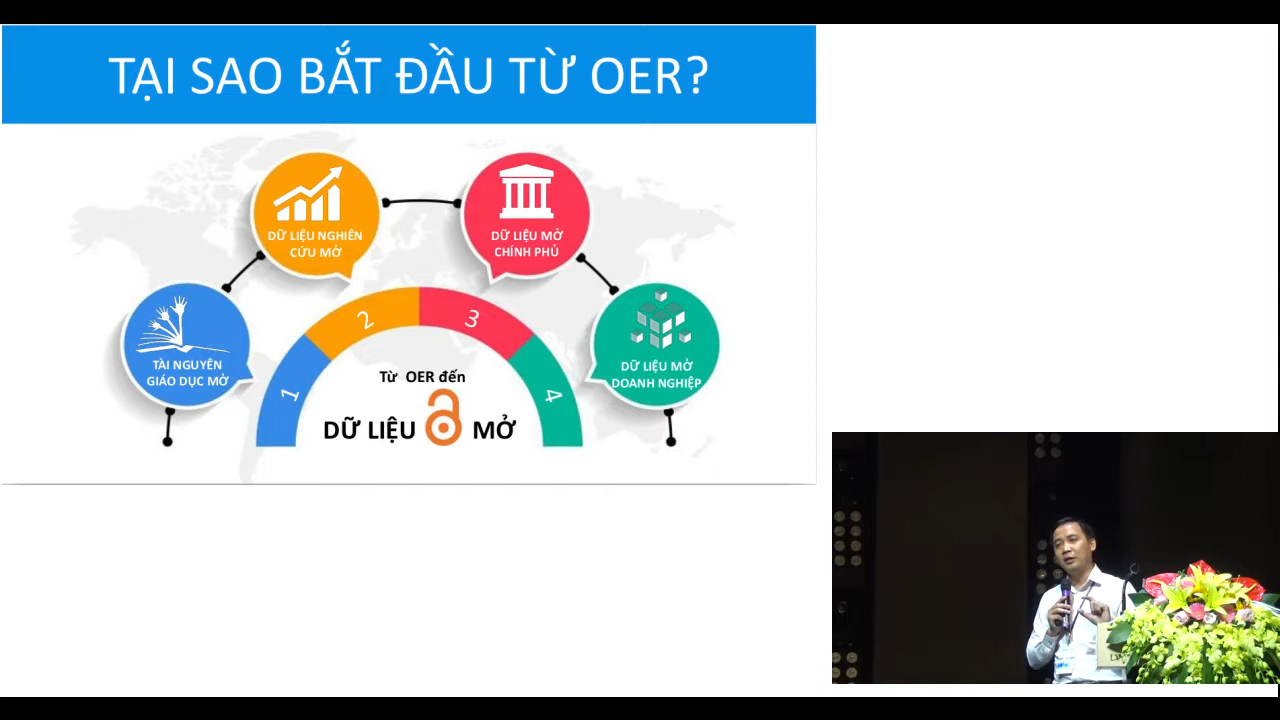 TẠI SAO BẮT ĐẦU TỪ OER?
DỮ LIỆU NGHIÊN
CỨU MỞ
DỮ LIỆU MỞ
CHÍNH PHỦ
TÀI NGUYÊN
GIÁO DỤC MỞ
DỮ LIỆU MỞ
DOANH NGHIỆP
1
2
3
4
Từ OER đến
DỮ LIỆU MỞ